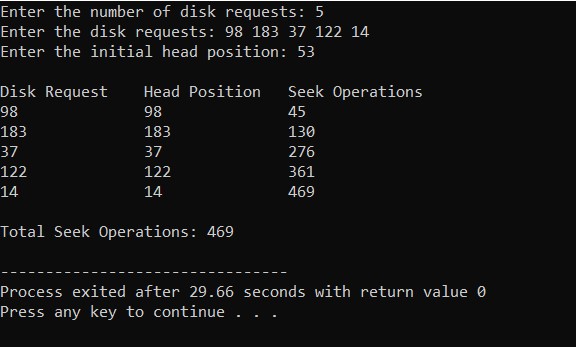 Enter the number of disk requests: 5
Enter the disk requests: 98 183 37 122 14
Enter the initial head position: 53
Disk Request    Head Position   Seek Operations
98              98              45
183             183             130
37              37              276
122             122             361
14              14              469
Total Seek Operations: 469
--------------------------------
Process exited after 29.66 seconds with return value 0
Press any key to continue . . .